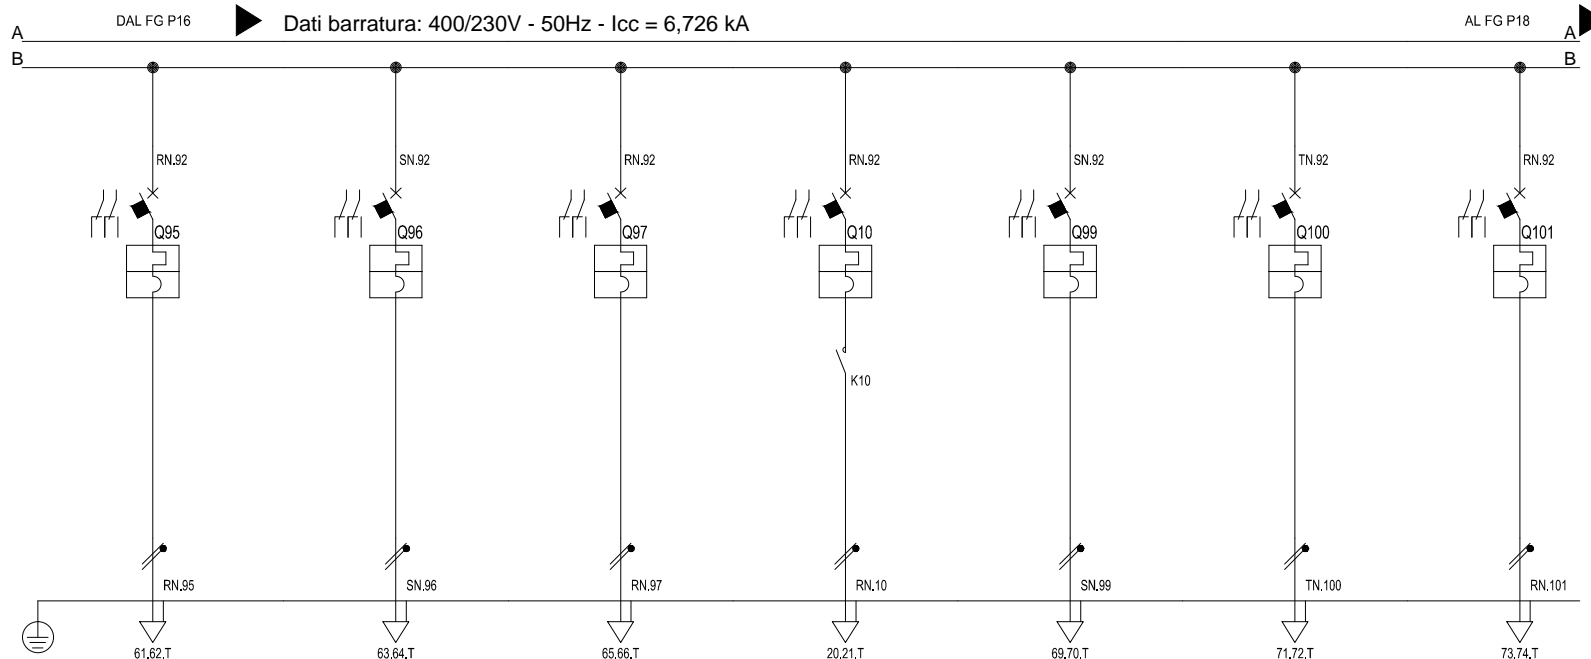 DAL FG P16
Dati barratura: 400/230V - 50Hz - Icc = 6,726 kA
AL FG P18
A A
B B
RN.92 SN.92 RN.92 RN.92 SN.92 TN.92 RN.92
Q95 Q96 Q97 Q10 Q99 Q100 Q101
K10
RN.95 SN.96 RN.97 RN.10 SN.99 TN.100 RN.101
61.62.T 63.64.T 65.66.T 20.21.T 69.70.T 71.72.T 73.74.T